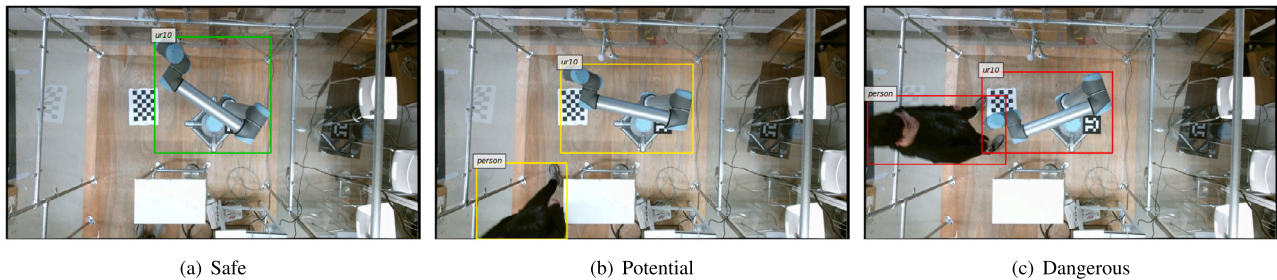 ur10
ur10
person
ur10
person
(a) Safe
(b) Potential
(c) Dangerous